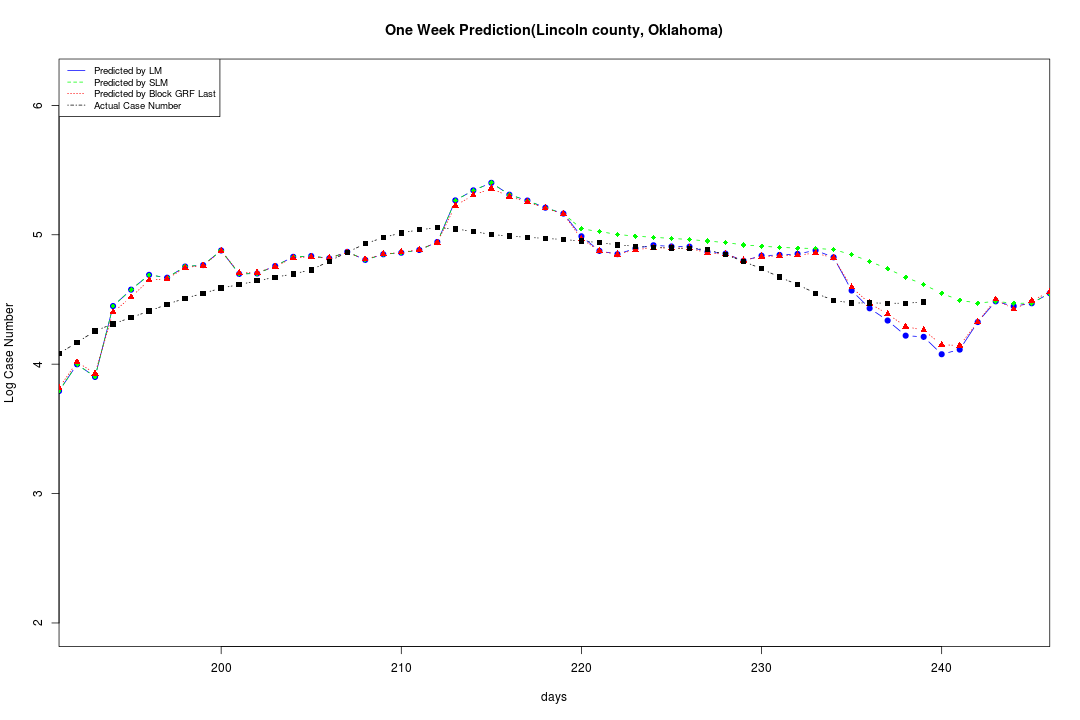 One Week Prediction(Lincoln county, Oklahoma)
Predicted by LM
Predicted by SLM
Predicted by Block GRF Last
Actual Case Number
6
5
4
3
2
Log Case Number
200 210 220 230 240
days